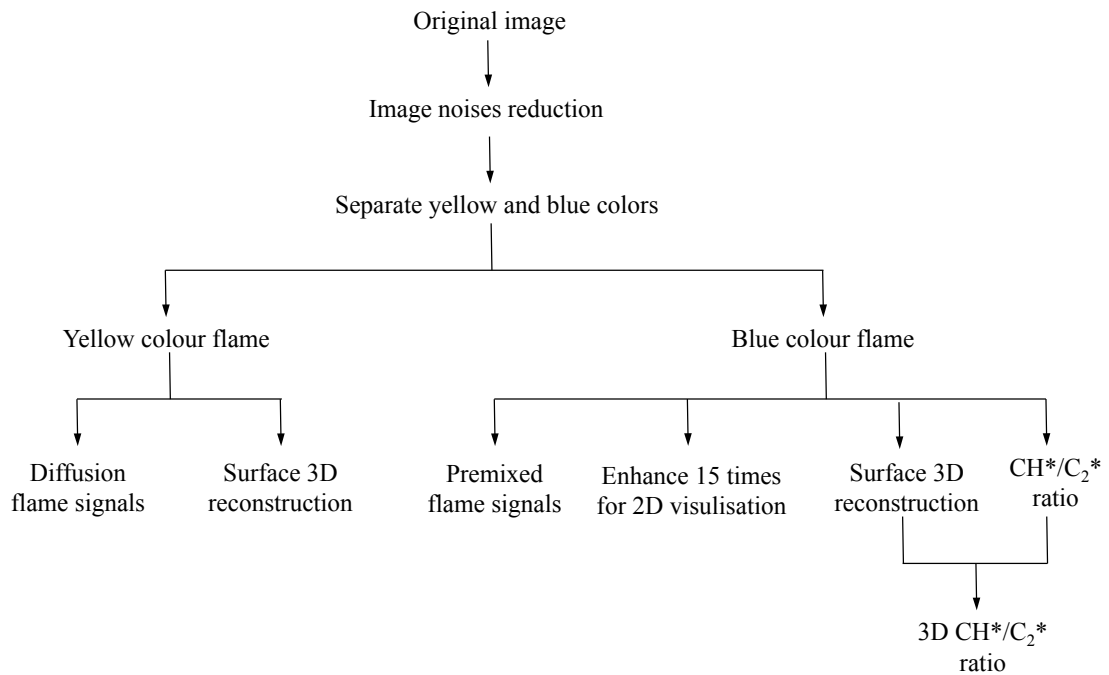 Original image
Image noises reduction
Separate yellow and blue colors
Yellow colour flame
Blue colour flame
Diffusion
flame signals
Surface 3D
reconstruction
Premixed
flame signals
Enhance 15 times
for 2D visulisation
Surface 3D
reconstruction
CH*/C₂*
ratio
3D CH*/C₂*
ratio